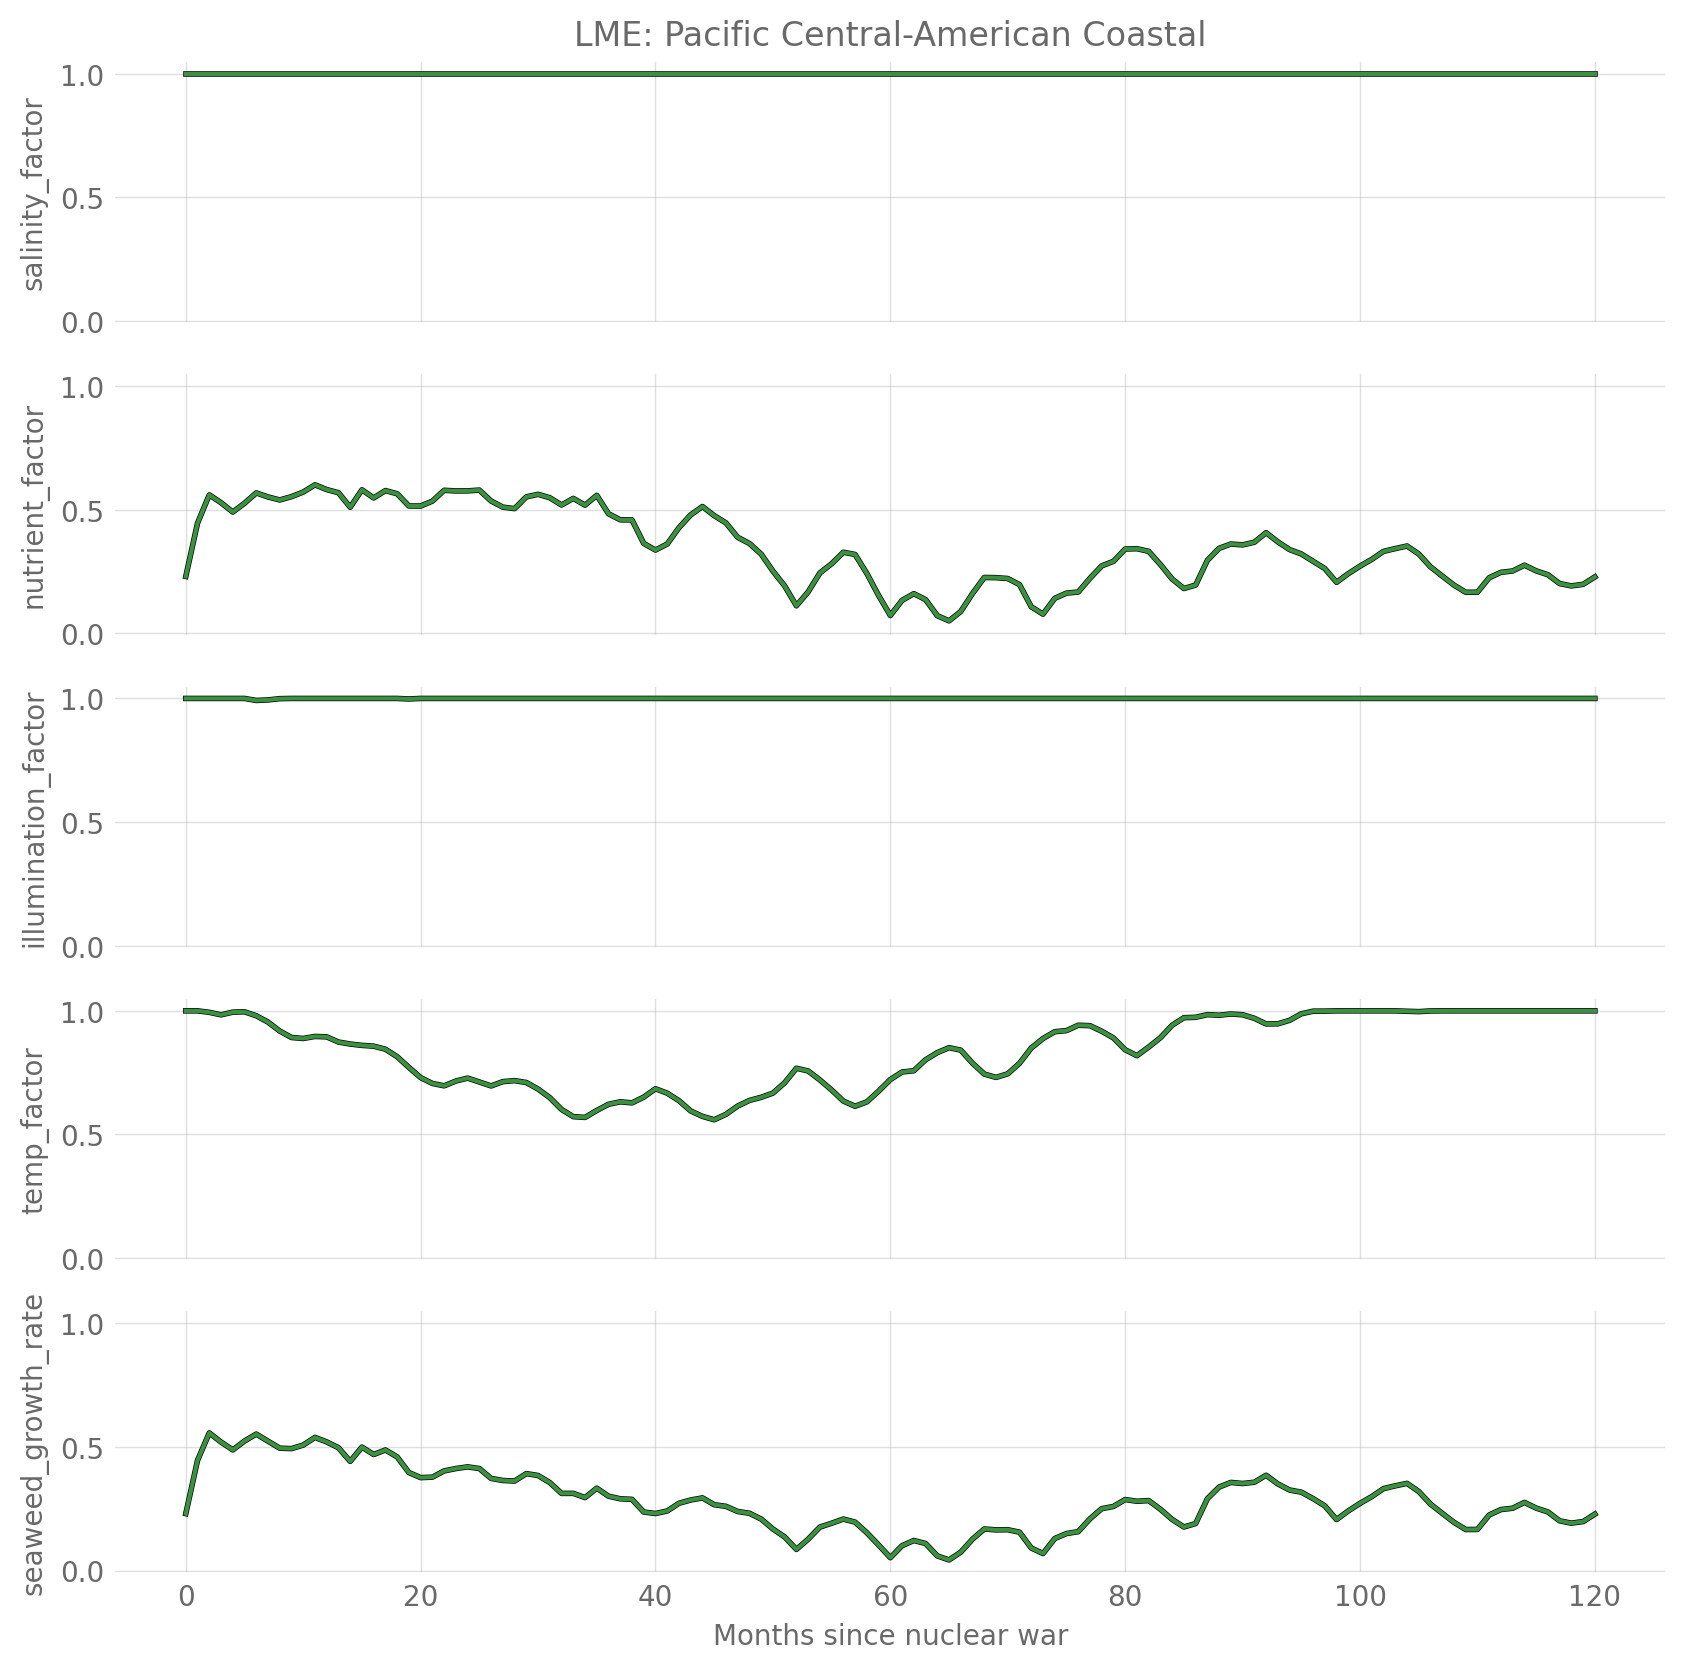 LME: Pacific Central-American Coastal
salinity_factor
1.0
0.5
0.0
nutrient_factor
1.0
0.5
0.0
illumination_factor
1.0
0.5
0.0
temp_factor
1.0
0.5
0.0
seaweed_growth_rate
1.0
0.5
0.0
0 20 40 60 80 100 120
Months since nuclear war